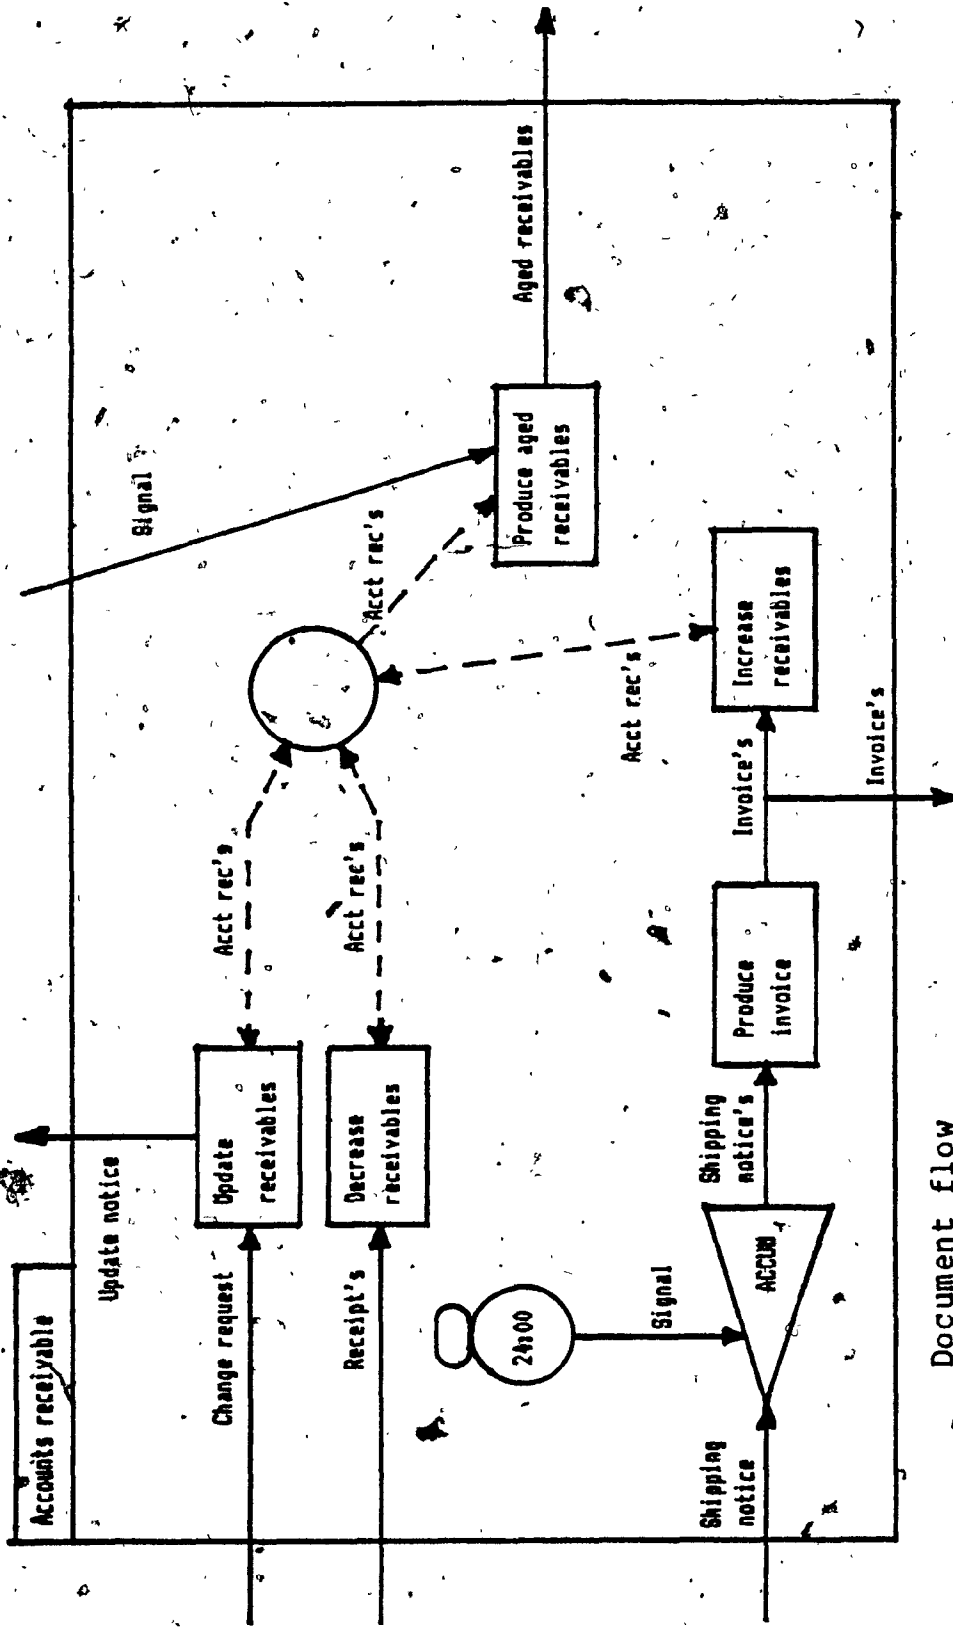 Accounts receivable
Update notice
Signal
Change request
Update
receivables
Acct rec's
Receipt's
Decrease
receivables
Acct rec's
Acct rec's
Produce aged
receivables
Aged receivables
24:00
Signal
Acct rec's
Shipping
notice
ACCUM
Shipping
notice's
Produce
invoice
Invoice's
Increase
receivables
Invoice's
Document flow